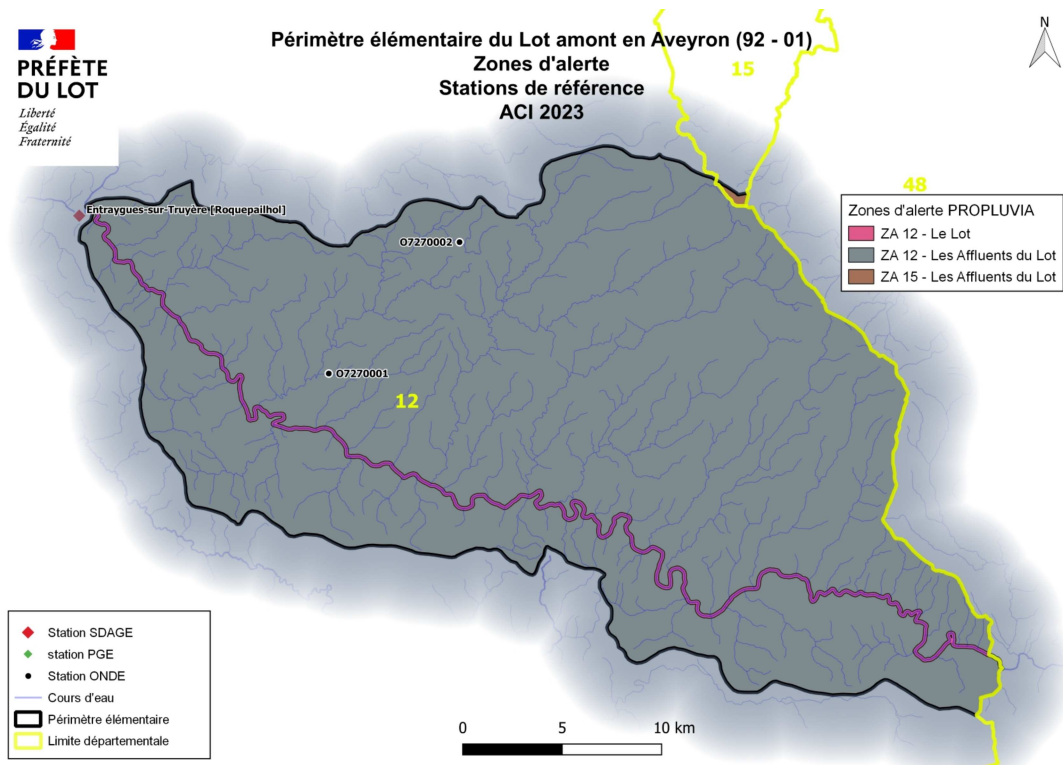 PRÉFÈTE
DU LOT
Liberté
Égalité
Fraternité
Périmètre élémentaire du Lot amont en Aveyron (92 - 01)
Zones d'alerte
Stations de référence
ACI 2023
N
15
48
Zones d'alerte PROPLUVIA
ZA 12 - Le Lot
ZA 12 - Les Affluents du Lot
ZA 15 - Les Affluents du Lot
Entraygues-sur-Truyère [Roquepailhol]
O7270002
O7270001
12
Station SDAGE
station PGE
Station ONDE
Cours d'eau
Périmètre élémentaire
Limite départementale
0 5 10 km